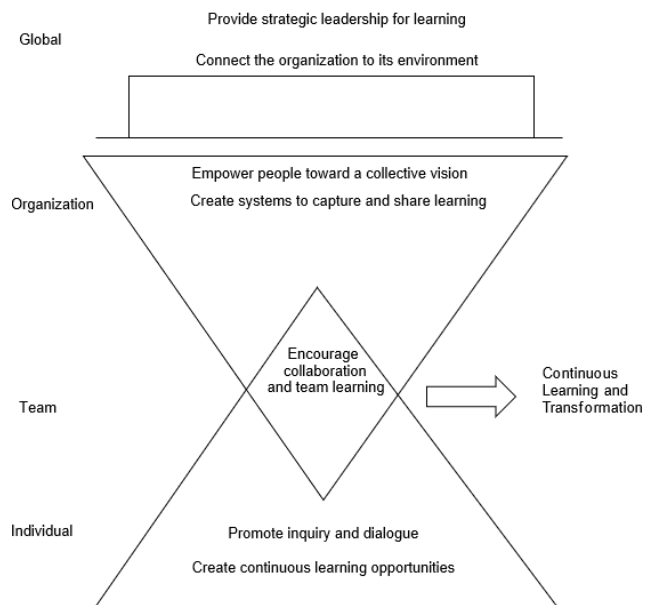 Provide strategic leadership for learning
Global
Connect the organization to its environment
Empower people toward a collective vision
Organization
Create systems to capture and share learning
Encourage
collaboration
and team learning
Continuous
Learning and
Transformation
Team
Individual
Promote inquiry and dialogue
Create continuous learning opportunities